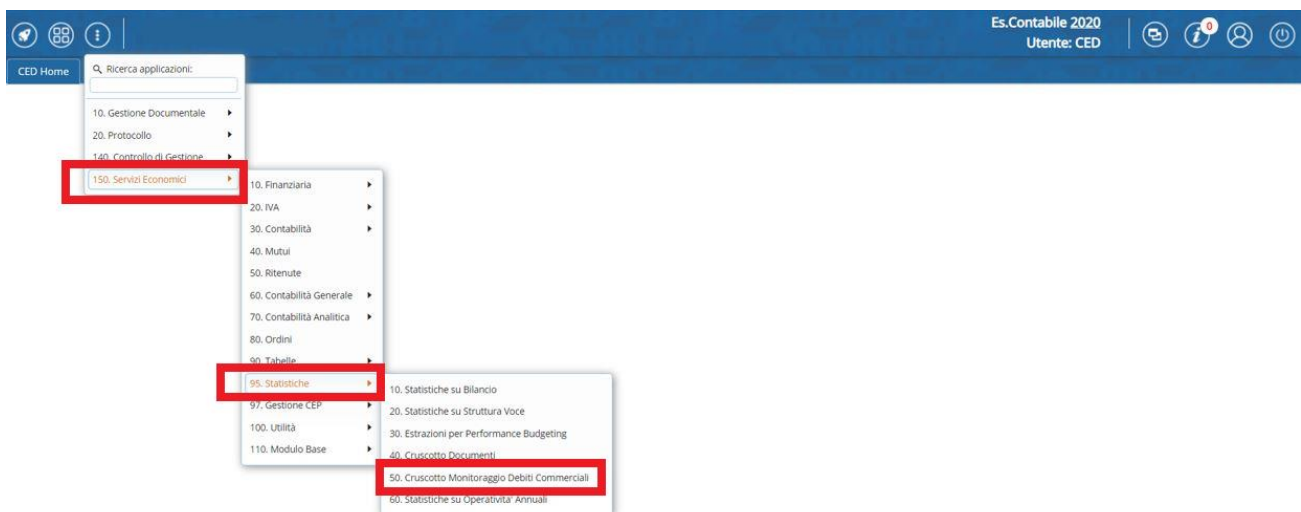 Es.Contabile 2020
Utente: CED
0
CED Home
Ricerca applicazioni:
10. Gestione Documentale
20. Protocollo
140. Controllo di Gestione
150. Servizi Economici
10. Finanziaria
20. IVA
30. Contabilità
40. Mutui
50. Ritenute
60. Contabilità Generale
70. Contabilità Analitica
80. Ordini
90. Tabelle
95. Statistiche
97. Gestione CEP
100. Utilità
110. Modulo Base
10. Statistiche su Bilancio
20. Statistiche su Struttura Voce
30. Estrazioni per Performance Budgeting
40. Cruscotto Documenti
50. Cruscotto Monitoraggio Debiti Commerciali
60. Statistiche su Operativita' Annuali